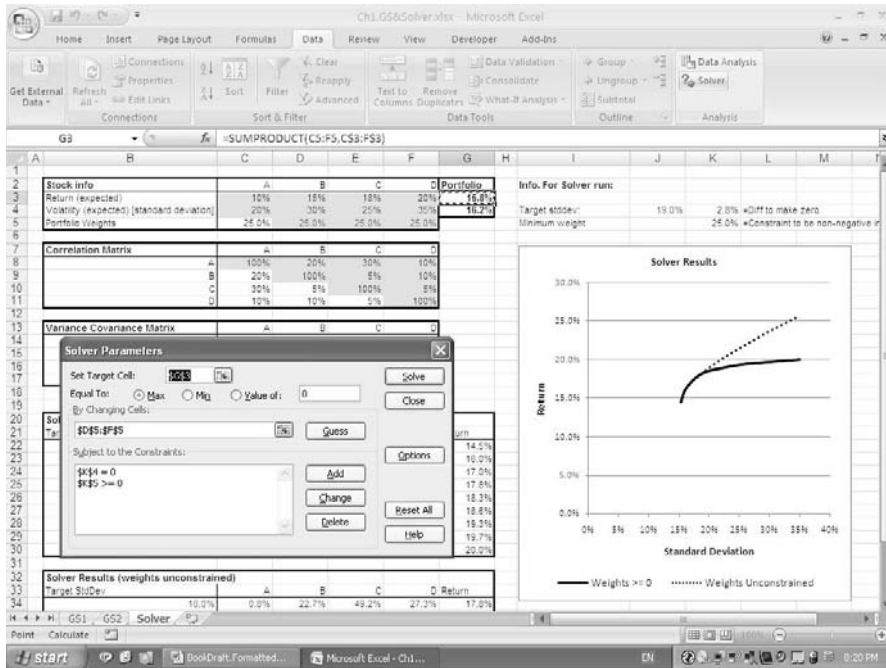 Ch1.GS&Solver.xlsx - Microsoft Excel
Home Insert Page Layout Formulas Data Review View Developer Add-Ins
Get External Data
Refresh All
Connections
Properties
Edit Links
Connections
Sort
Filter
Clear
Reapply
Advanced
Sort & Filter
Text to Columns
Remove Duplicates
Data Validation
Consolidate
What-If Analysis
Data Tools
Group
Ungroup
Subtotal
Outline
Data Analysis
Solver
Analysis
G3 =SUMPRODUCT(C5:F5,C$3:F$3)
A B C D E F G H I J K L M
Stock info A B C D Portfolio Info. For Solver run:
Return (expected) 10% 15% 18% 20% 16.8%
Volatility (expected) [standard deviation] 20% 30% 25% 35% 16.2% Target stddev: 19.0% 2.8% Diff to make zero
Portfolio Weights 25.0% 25.0% 25.0% 25.0% Minimum weight 25.0% Constraint to be non-negative
Correlation Matrix A B C D
A 100% 20% 30% 10%
B 20% 100% 5% 10%
C 30% 5% 100% 5%
D 10% 10% 5% 100%
Variance Covariance Matrix A B C D
Solver Parameters
Set Target Cell: $G$3
Equal To: Max Min Value of: 0
By Changing Cells:
$D$5:$F$5
Guess
Subject to the Constraints:
$K$4 = 0
$K$5 >= 0
Add
Change
Delete
Solve
Close
Options
Reset All
Help
14.5%
16.0%
17.0%
17.8%
18.3%
18.8%
19.3%
19.7%
20.0%
Solver Results (weights unconstrained)
Target StdDev A B C D Return
10.0% 0.8% 22.7% 49.2% 27.3% 17.8%
Solver Results
30.0%
25.0%
20.0%
15.0%
10.0%
5.0%
0.0%
Return
0% 5% 10% 15% 20% 25% 30% 35% 40%
Standard Deviation
Weights >= 0 Weights Unconstrained
GS1 GS2 Solver
Point Calculate 100%
start BookDraft.Formatted... Microsoft Excel - Ch1... EN 8:20 PM